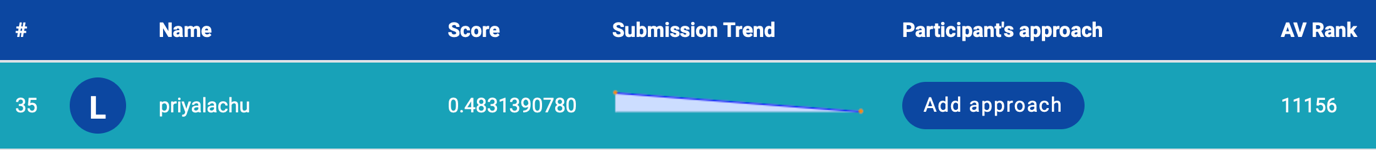 # Name Score Submission Trend Participant's approach AV Rank
35 L priyalachu 0.4831390780 Add approach 11156